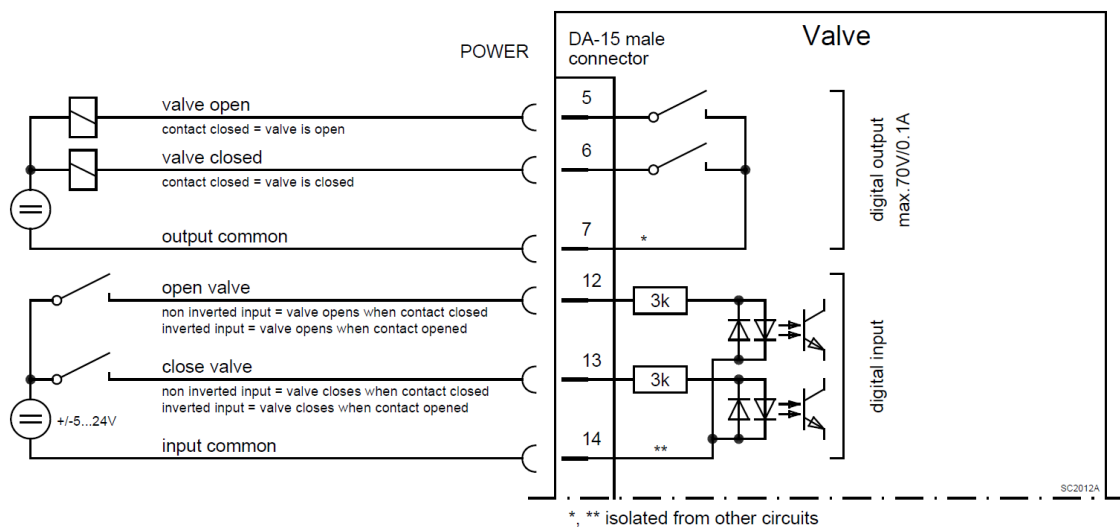 POWER
DA-15 male
connector
Valve
valve open
contact closed = valve is open
5
valve closed
contact closed = valve is closed
6
output common
7
*
digital output
max.70V/0.1A
open valve
non inverted input = valve opens when contact closed
inverted input = valve opens when contact opened
12
3k
close valve
non inverted input = valve closes when contact closed
inverted input = valve closes when contact opened
13
3k
+/-5...24V
input common
14
**
digital input
SC2012A
*, ** isolated from other circuits